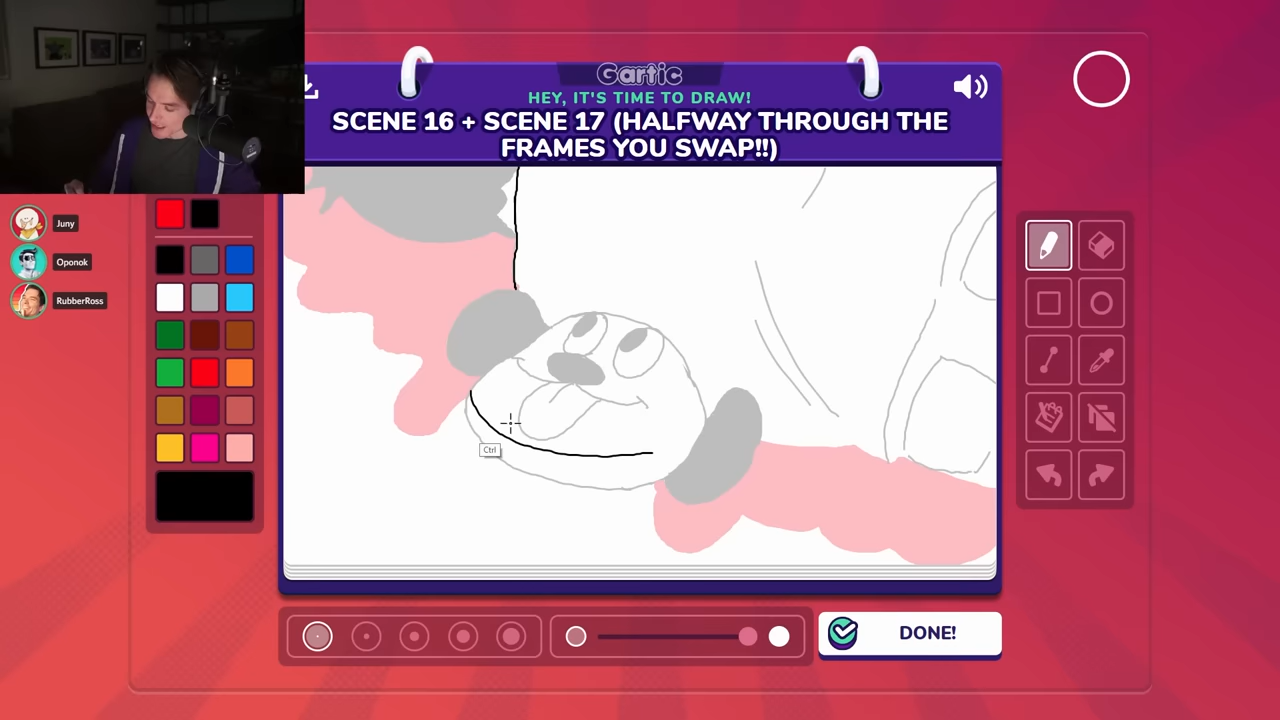 Gartic
HEY, IT'S TIME TO DRAW!
SCENE 16 + SCENE 17 (HALFWAY THROUGH THE
FRAMES YOU SWAP!!)
Juny
Oponok
RubberRoss
Ctrl
DONE!